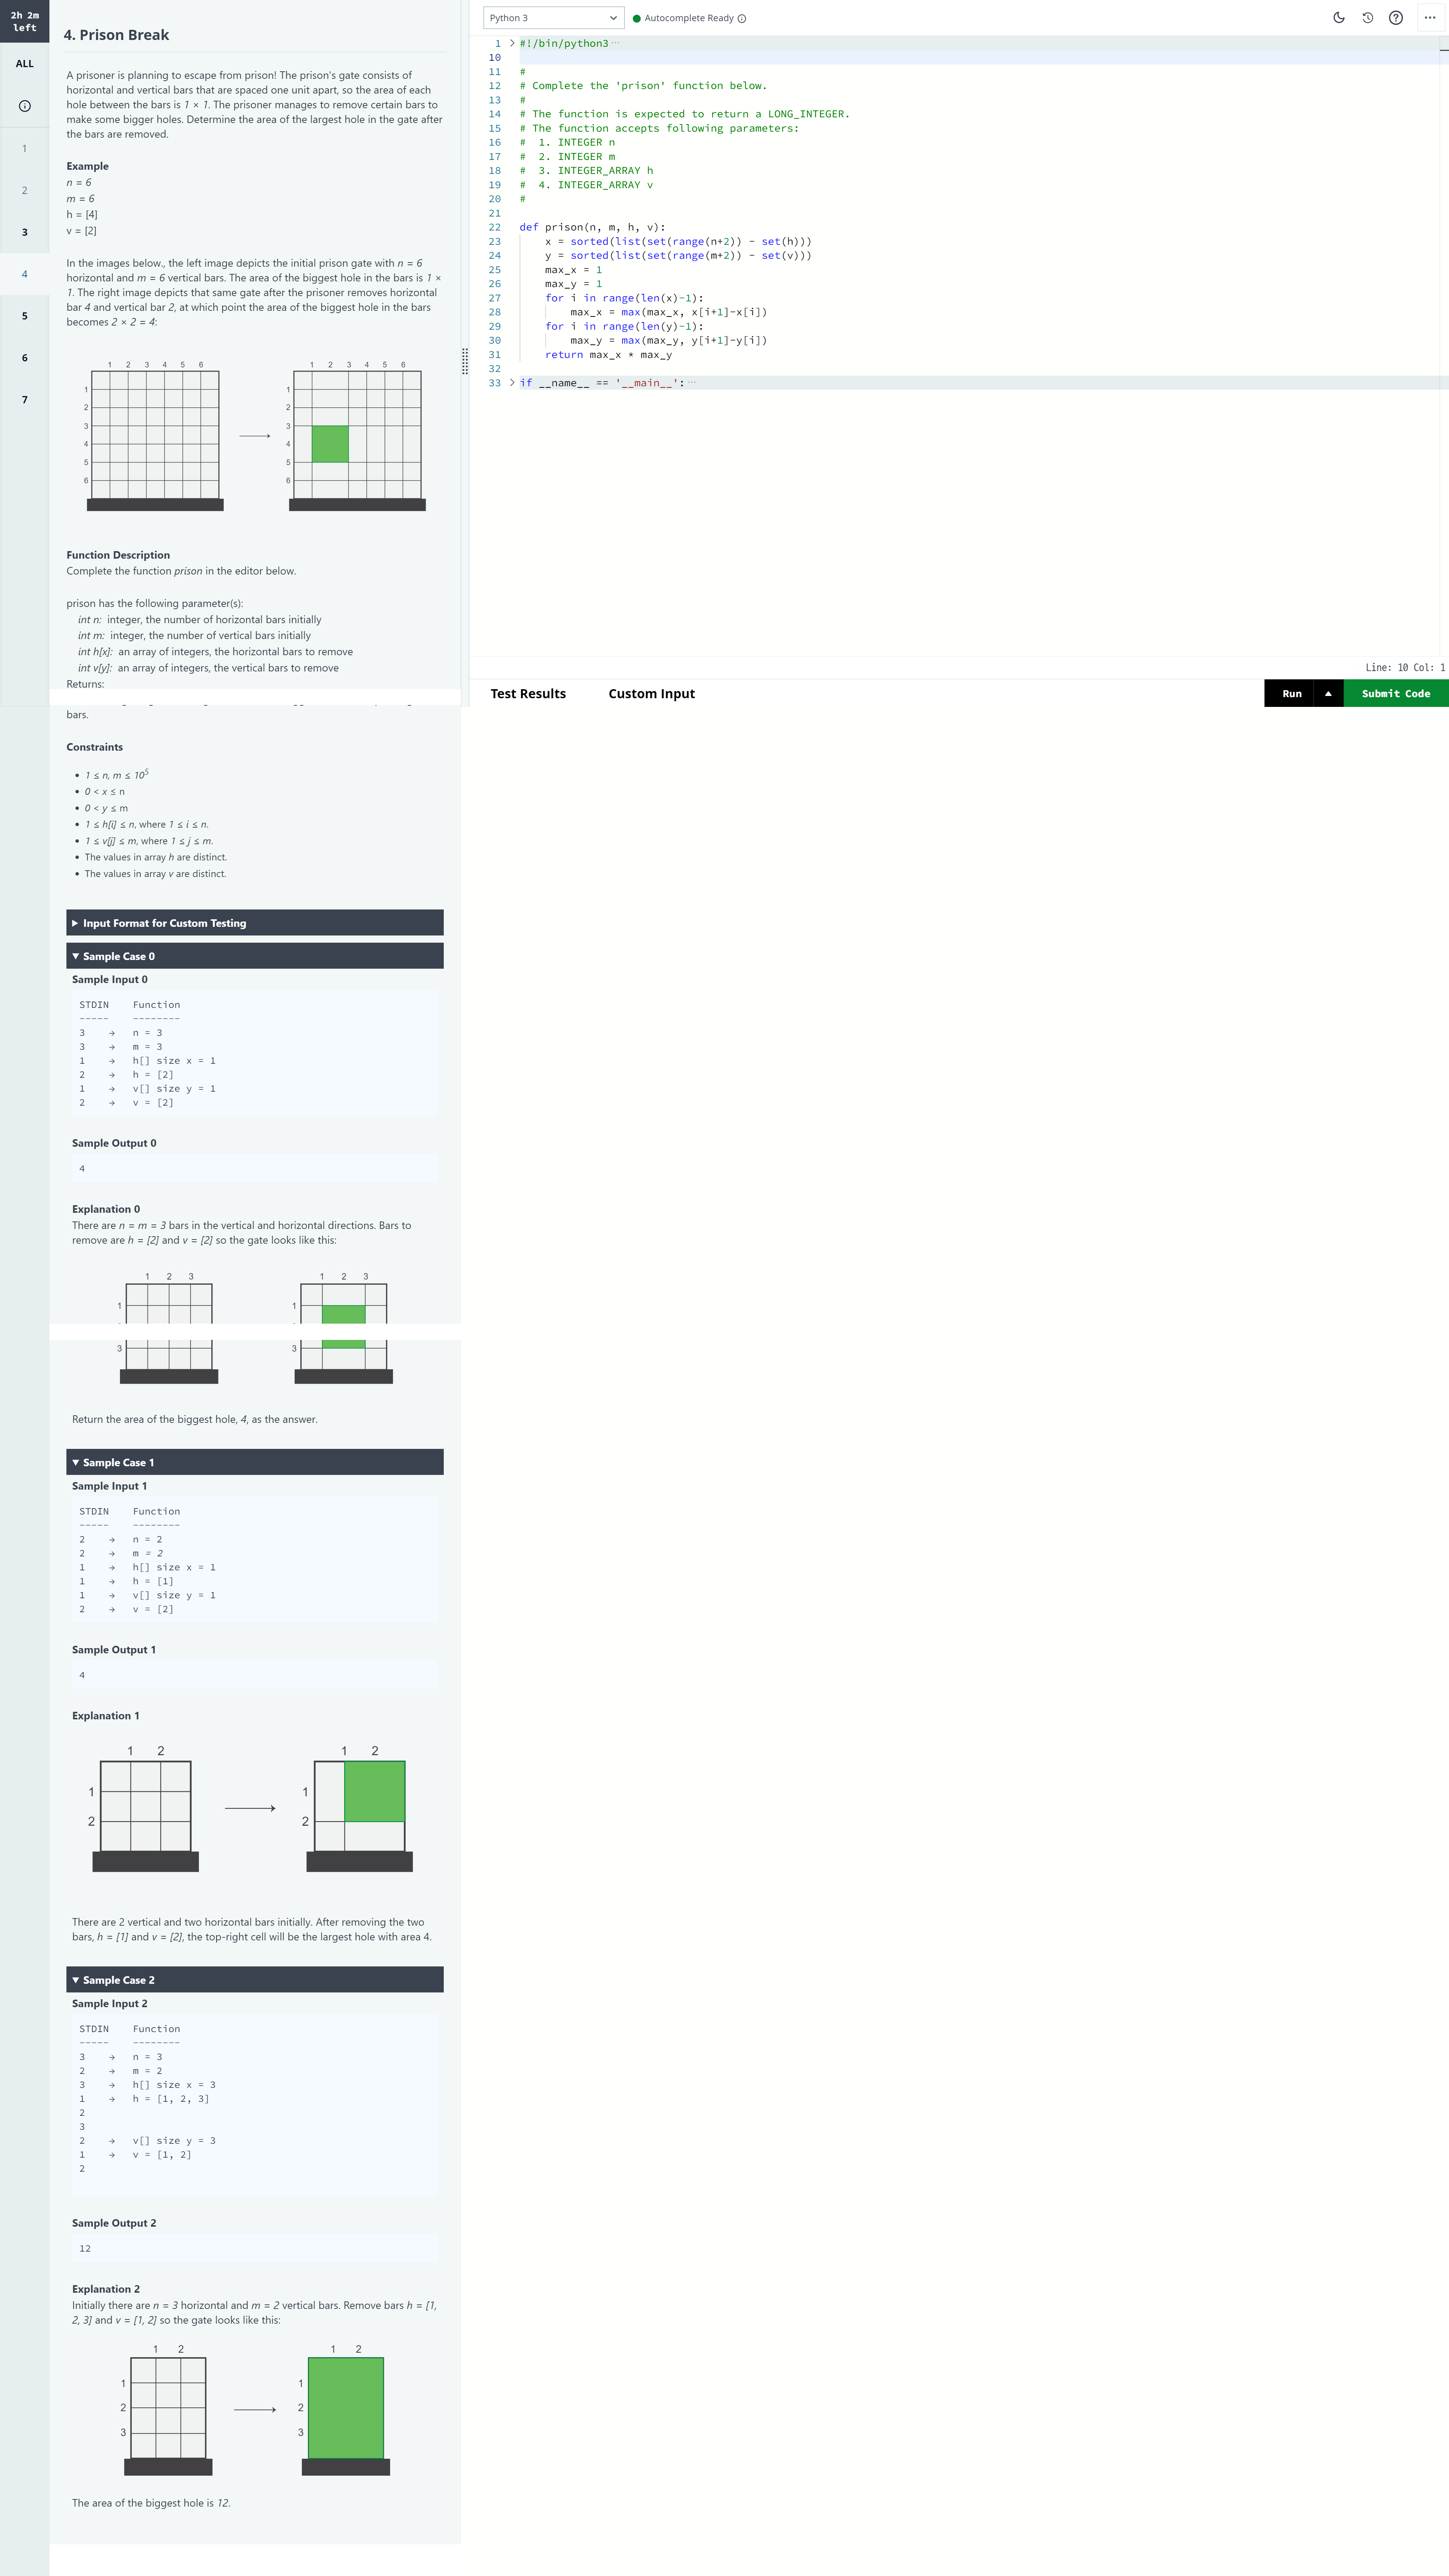 2h 2m
left
ALL
1
2
3
4
5
6
7
4. Prison Break
A prisoner is planning to escape from prison! The prison's gate consists of
horizontal and vertical bars that are spaced one unit apart, so the area of each
hole between the bars is 1 × 1. The prisoner manages to remove certain bars to
make some bigger holes. Determine the area of the largest hole in the gate after
the bars are removed.
Example
n = 6
m = 6
h = [4]
v = [2]
In the images below., the left image depicts the initial prison gate with n = 6
horizontal and m = 6 vertical bars. The area of the biggest hole in the bars is 1 ×
1. The right image depicts that same gate after the prisoner removes horizontal
bar 4 and vertical bar 2, at which point the area of the biggest hole in the bars
becomes 2 × 2 = 4:
1 2 3 4 5 6
1
2
3
4
5
6
1 2 3 4 5 6
1
2
3
4
5
6
Function Description
Complete the function prison in the editor below.
prison has the following parameter(s):
int n: integer, the number of horizontal bars initially
int m: integer, the number of vertical bars initially
int h[x]: an array of integers, the horizontal bars to remove
int v[y]: an array of integers, the vertical bars to remove
Returns:
bars.
Constraints
• 1 ≤ n, m ≤ 10^5
• 0 < x ≤ n
• 0 < y ≤ m
• 1 ≤ h[i] ≤ n, where 1 ≤ i ≤ n.
• 1 ≤ v[j] ≤ m, where 1 ≤ j ≤ m.
• The values in array h are distinct.
• The values in array v are distinct.
Input Format for Custom Testing
Sample Case 0
Sample Input 0
STDIN    Function
-----    --------
3    →   n = 3
3    →   m = 3
1    →   h[] size x = 1
2    →   h = [2]
1    →   v[] size y = 1
2    →   v = [2]
Sample Output 0
4
Explanation 0
There are n = m = 3 bars in the vertical and horizontal directions. Bars to
remove are h = [2] and v = [2] so the gate looks like this:
1 2 3
1
3
1 2 3
1
3
Return the area of the biggest hole, 4, as the answer.
Sample Case 1
Sample Input 1
STDIN    Function
-----    --------
2    →   n = 2
2    →   m = 2
1    →   h[] size x = 1
1    →   h = [1]
1    →   v[] size y = 1
2    →   v = [2]
Sample Output 1
4
Explanation 1
1 2
1
2
1 2
1
2
There are 2 vertical and two horizontal bars initially. After removing the two
bars, h = [1] and v = [2], the top-right cell will be the largest hole with area 4.
Sample Case 2
Sample Input 2
STDIN    Function
-----    --------
3    →   n = 3
2    →   m = 2
3    →   h[] size x = 3
1    →   h = [1, 2, 3]
2
3
2    →   v[] size y = 3
1    →   v = [1, 2]
2
Sample Output 2
12
Explanation 2
Initially there are n = 3 horizontal and m = 2 vertical bars. Remove bars h = [1,
2, 3] and v = [1, 2] so the gate looks like this:
1 2
1
2
3
1 2
1
2
3
The area of the biggest hole is 12.
Python 3
Autocomplete Ready
1 #!/bin/python3 ···
10
11 #
12 # Complete the 'prison' function below.
13 #
14 # The function is expected to return a LONG_INTEGER.
15 # The function accepts following parameters:
16 #  1. INTEGER n
17 #  2. INTEGER m
18 #  3. INTEGER_ARRAY h
19 #  4. INTEGER_ARRAY v
20 #
21
22 def prison(n, m, h, v):
23     x = sorted(list(set(range(n+2)) - set(h)))
24     y = sorted(list(set(range(m+2)) - set(v)))
25     max_x = 1
26     max_y = 1
27     for i in range(len(x)-1):
28         max_x = max(max_x, x[i+1]-x[i])
29     for i in range(len(y)-1):
30         max_y = max(max_y, y[i+1]-y[i])
31     return max_x * max_y
32
33 if __name__ == '__main__': ···
Line: 10 Col: 1
Test Results
Custom Input
Run
Submit Code